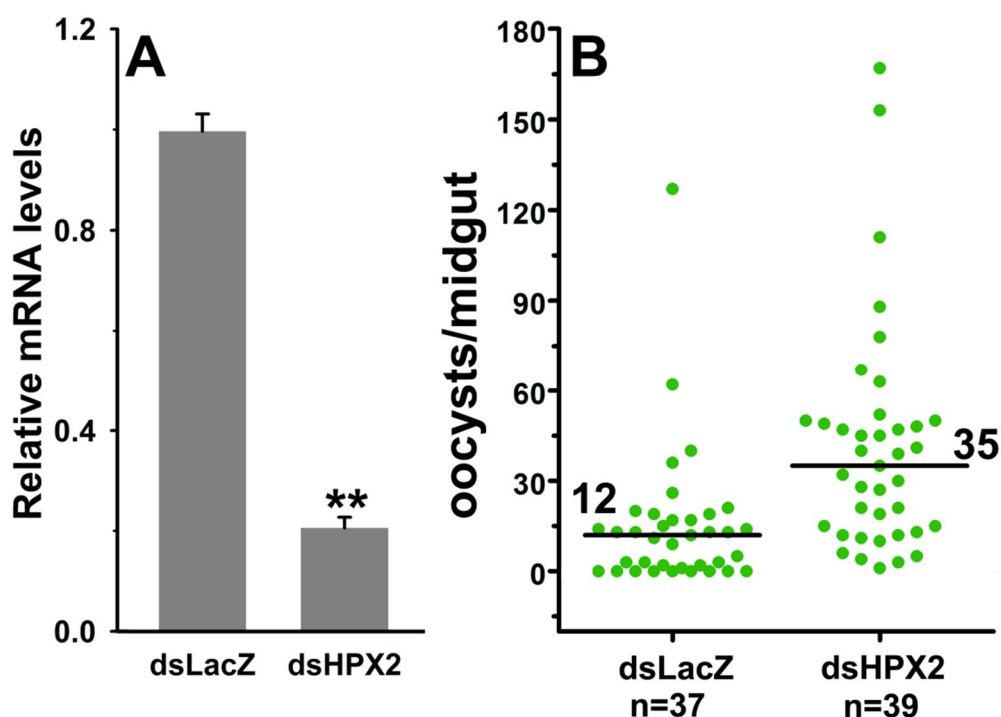 A
Relative mRNA levels
1.2
0.8
0.4
0.0
**
dsLacZ
dsHPX2
B
oocysts/midgut
180
150
120
90
60
30
0
12
35
dsLacZ
n=37
dsHPX2
n=39